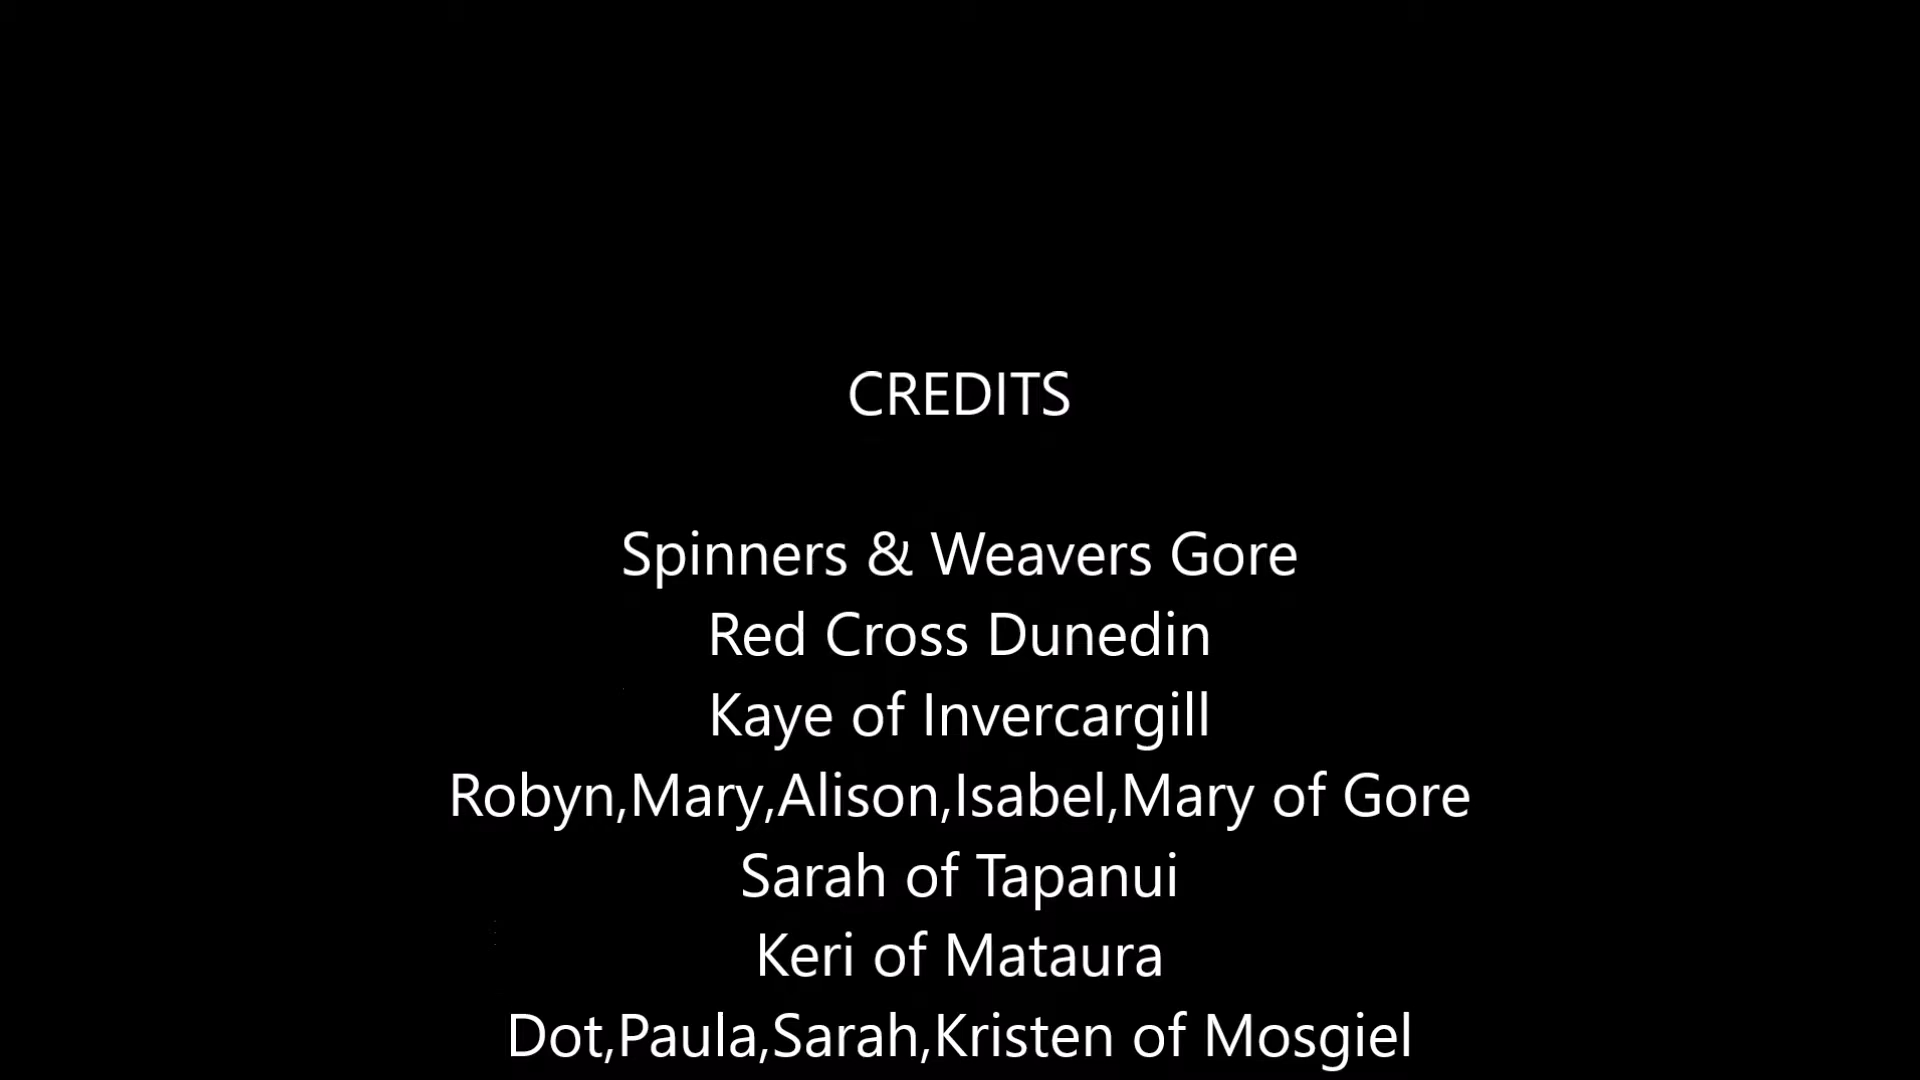 CREDITS
Spinners & Weavers Gore
Red Cross Dunedin
Kaye of Invercargill
Robyn,Mary,Alison,Isabel,Mary of Gore
Sarah of Tapanui
Keri of Mataura
Dot,Paula,Sarah,Kristen of Mosgiel